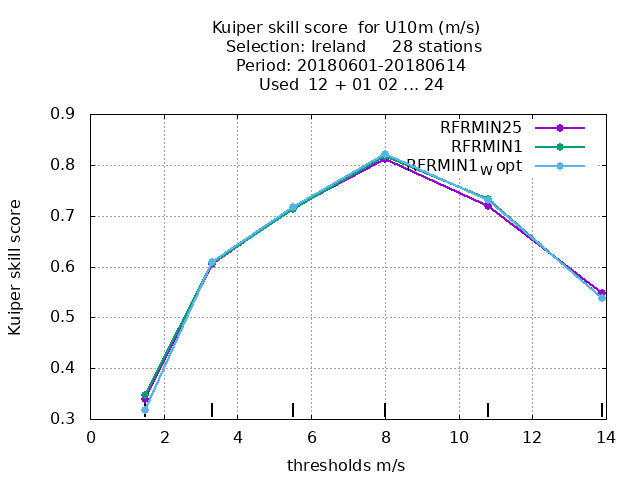 Kuiper skill score  for U10m (m/s)
Selection: Ireland     28 stations
Period: 20180601-20180614
Used  12 + 01 02 ... 24
0.9
0.8
0.7
0.6
0.5
0.4
0.3
Kuiper skill score
RFRMIN25
RFRMIN1
RFRMIN1W opt
0 2 4 6 8 10 12 14
thresholds m/s